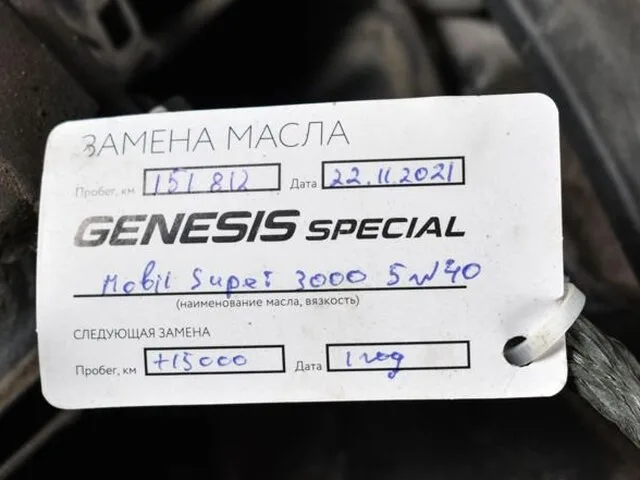 ЗАМЕНА МАСЛА
Пробег, км 151 812 Дата 22.11.2021
GENESIS SPECIAL
Mobil Super 3000 5w40
(наименование масла, вязкость)
СЛЕДУЮЩАЯ ЗАМЕНА
Пробег, км +15000 Дата 1 год